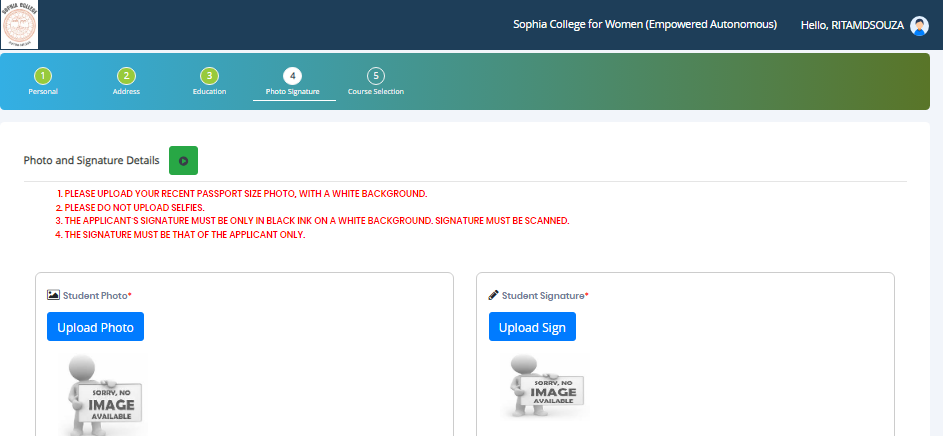 SOPHIA COLLEGE
Sophia College for Women (Empowered Autonomous)
Hello, RITAMDSOUZA
1
2
3
4
5
Personal
Address
Education
Photo Signature
Course Selection
Photo and Signature Details
1. PLEASE UPLOAD YOUR RECENT PASSPORT SIZE PHOTO, WITH A WHITE BACKGROUND.
2. PLEASE DO NOT UPLOAD SELFIES.
3. THE APPLICANT'S SIGNATURE MUST BE ONLY IN BLACK INK ON A WHITE BACKGROUND. SIGNATURE MUST BE SCANNED.
4. THE SIGNATURE MUST BE THAT OF THE APPLICANT ONLY.
Student Photo*
Upload Photo
SORRY, NO
IMAGE
AVAILABLE
Student Signature*
Upload Sign
SORRY, NO
IMAGE
AVAILABLE